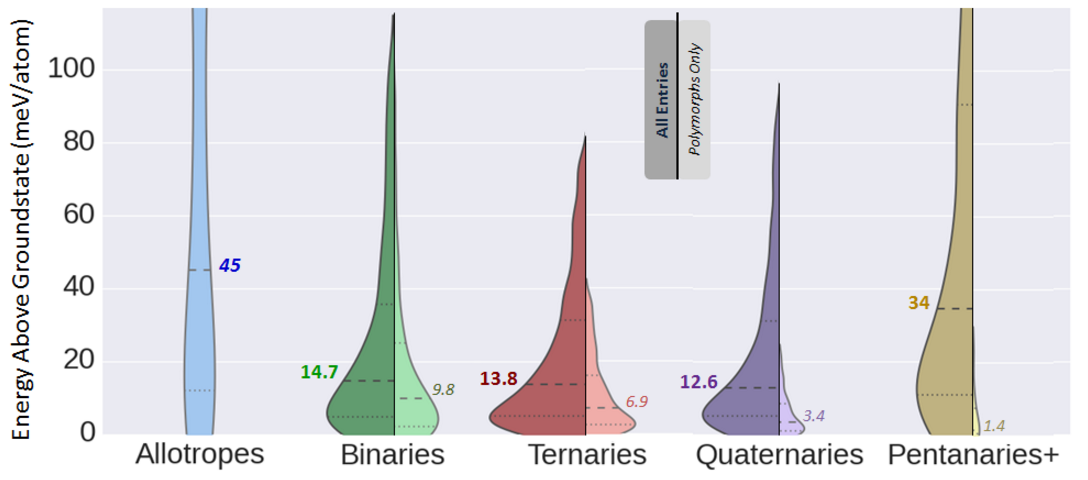 Energy Above Groundstate (meV/atom)
100
80
60
40
20
0
All Entries
Polymorphs Only
45
14.7
9.8
13.8
6.9
12.6
3.4
34
1.4
Allotropes
Binaries
Ternaries
Quaternaries
Pentanaries+